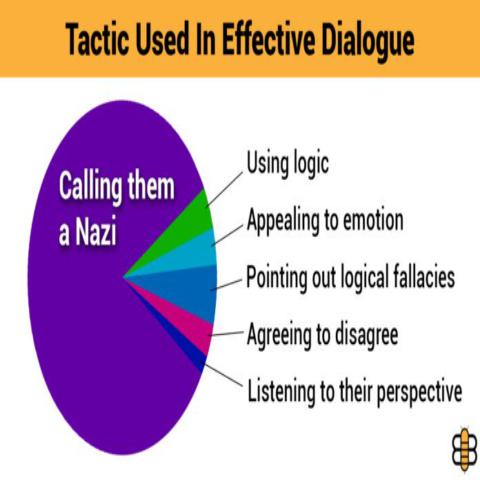 Tactic Used In Effective Dialogue
Calling them
a Nazi
Using logic
Appealing to emotion
Pointing out logical fallacies
Agreeing to disagree
Listening to their perspective